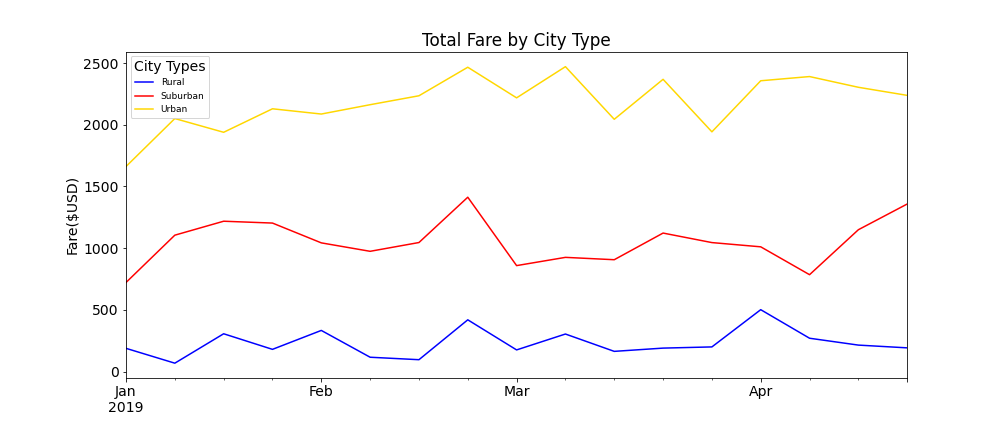 Total Fare by City Type
City Types
Rural
Suburban
Urban
Fare($USD)
2500
2000
1500
1000
500
0
Jan Feb Mar Apr
2019